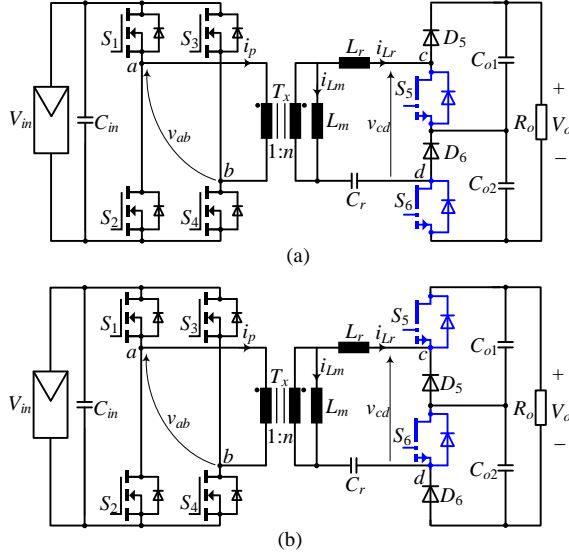 S1 S3 ip Lr iLr D5
a c Co1
iLm S5
Vin Cin Tx Lm vcd Ro + Vo −
vab 1:n D6
b d
S2 S4 Cr S6 Co2
(a)
S1 S3 ip Lr iLr S5
a c Co1
iLm D5
Vin Cin Tx Lm vcd Ro + Vo −
vab 1:n S6
b d
S2 S4 Cr D6 Co2
(b)